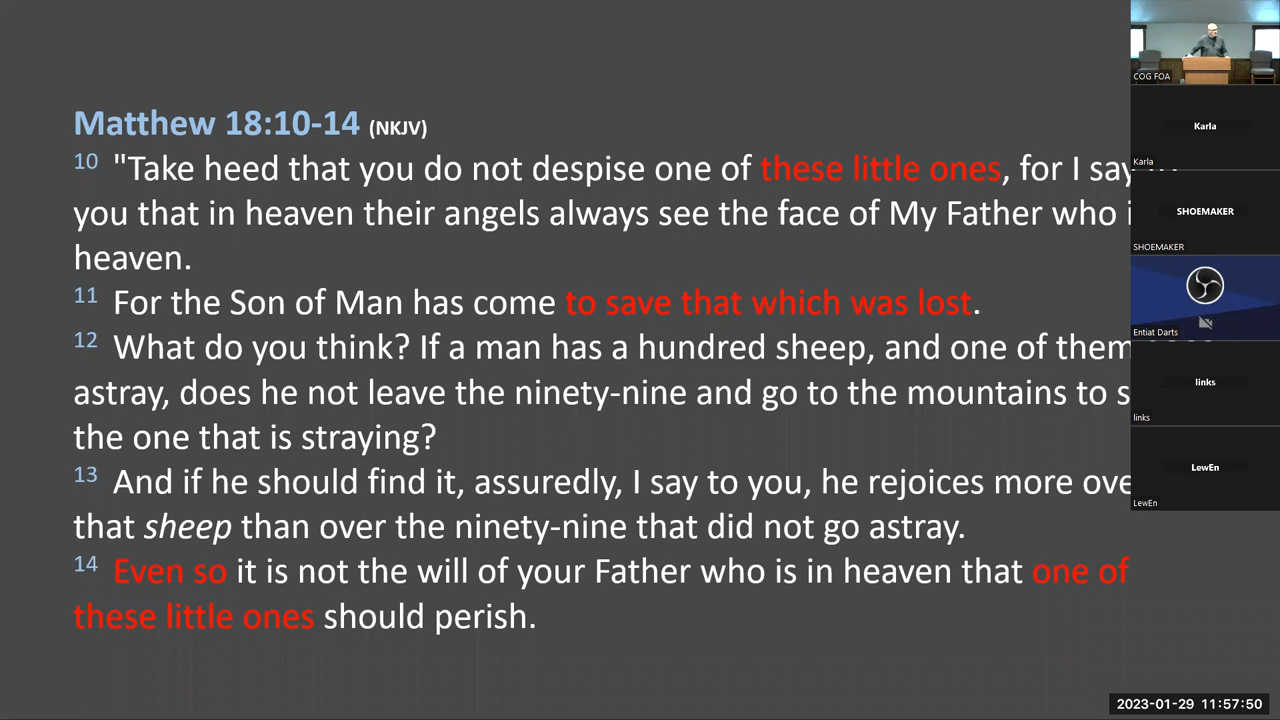 Matthew 18:10-14 (NKJV)
10 "Take heed that you do not despise one of these little ones, for I say
you that in heaven their angels always see the face of My Father who
heaven.
11 For the Son of Man has come to save that which was lost.
12 What do you think? If a man has a hundred sheep, and one of them
astray, does he not leave the ninety-nine and go to the mountains to
the one that is straying?
13 And if he should find it, assuredly, I say to you, he rejoices more
that sheep than over the ninety-nine that did not go astray.
14 Even so it is not the will of your Father who is in heaven that one of
these little ones should perish.
COG FOA
Karla
Karla
SHOEMAKER
SHOEMAKER
Entiat Darts
links
links
LewEn
LewEn
2023-01-29 11:57:50